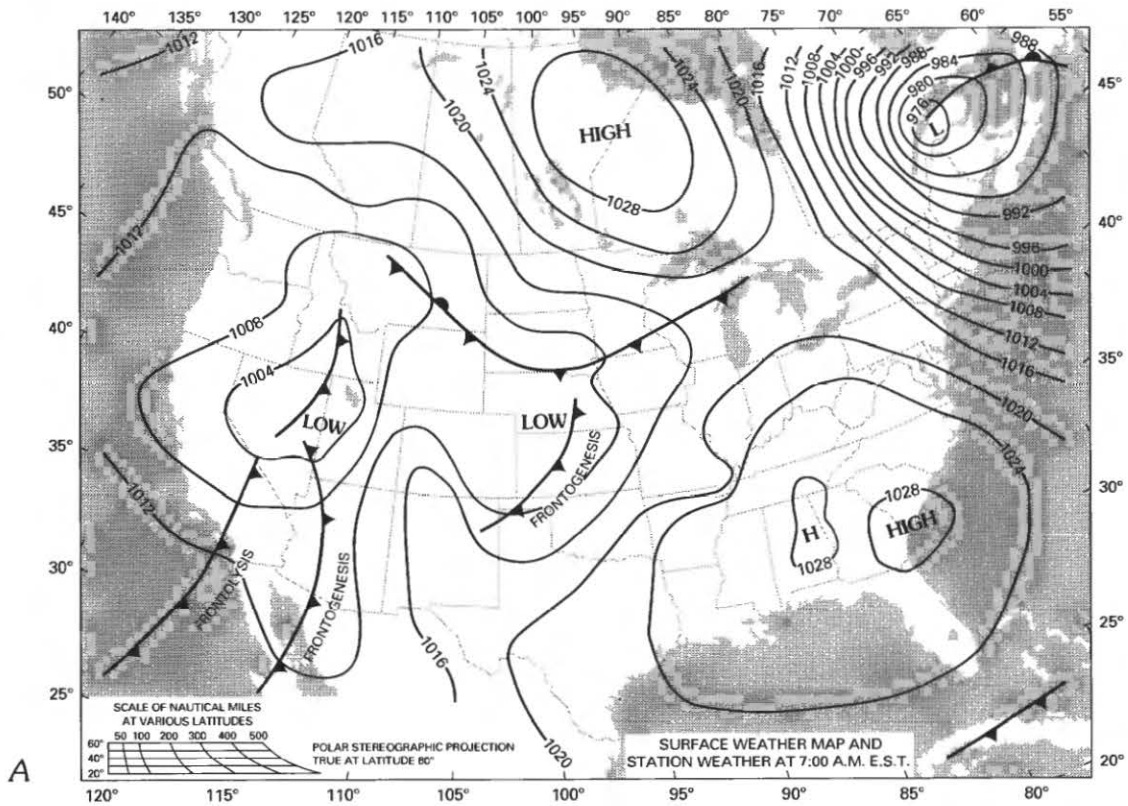 140° 135° 130° 125° 120° 115° 110° 105° 100° 95° 90° 85° 80° 75° 70° 65° 60° 55°
50°
45°
40°
35°
30°
25°
45°
40°
35°
30°
25°
20°
120° 115° 110° 105° 100° 95° 90° 85° 80°
1012
1016
1024
1020
HIGH
1028
1024
1020
1016
1012
1008
1004
1000
996
992
988
984
980
976
L
988
992
996
1000
1004
1008
1012
1016
1020
1024
1012
1008
1004
LOW
LOW
FRONTOGENESIS
1028
HIGH
H
1028
1012
FRONTOLYSIS
FRONTOGENESIS
1016
1020
SCALE OF NAUTICAL MILES
AT VARIOUS LATITUDES
50 100 200 300 400 500
60°
40°
20°
POLAR STEREOGRAPHIC PROJECTION
TRUE AT LATITUDE 60°
SURFACE WEATHER MAP AND
STATION WEATHER AT 7:00 A.M. E.S.T.
A